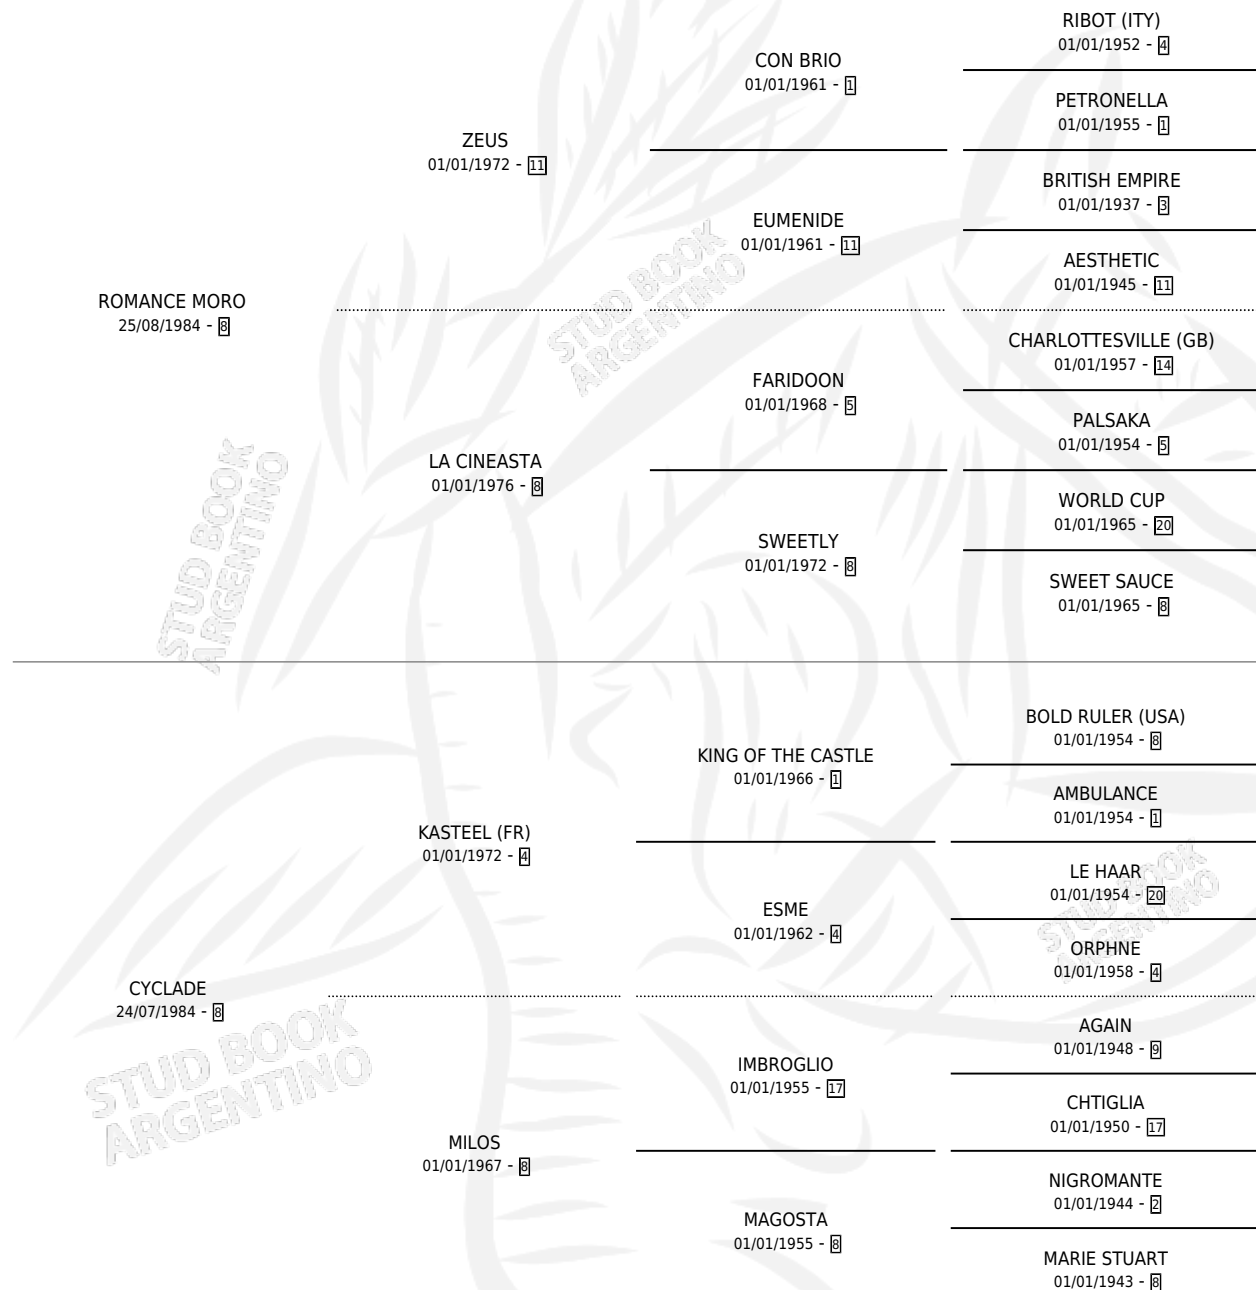 RIBOT (ITY)
01/01/1952 - 4
CON BRIO
01/01/1961 - 1
PETRONELLA
01/01/1955 - 1
ZEUS
01/01/1972 - 11
BRITISH EMPIRE
01/01/1937 - 3
EUMENIDE
01/01/1961 - 11
AESTHETIC
01/01/1945 - 11
ROMANCE MORO
25/08/1984 - 8
CHARLOTTESVILLE (GB)
01/01/1957 - 14
FARIDOON
01/01/1968 - 5
PALSAKA
01/01/1954 - 5
LA CINEASTA
01/01/1976 - 8
WORLD CUP
01/01/1965 - 20
SWEETLY
01/01/1972 - 8
SWEET SAUCE
01/01/1965 - 8
BOLD RULER (USA)
01/01/1954 - 8
KING OF THE CASTLE
01/01/1966 - 1
AMBULANCE
01/01/1954 - 1
KASTEEL (FR)
01/01/1972 - 4
LE HAAR
01/01/1954 - 20
ESME
01/01/1962 - 4
ORPHNE
01/01/1958 - 4
CYCLADE
24/07/1984 - 8
AGAIN
01/01/1948 - 9
IMBROGLIO
01/01/1955 - 17
CHTIGLIA
01/01/1950 - 17
MILOS
01/01/1967 - 8
NIGROMANTE
01/01/1944 - 2
MAGOSTA
01/01/1955 - 8
MARIE STUART
01/01/1943 - 8
STUD BOOK
ARGENTINO
STUD BOOK
ARGENTINO
STUD BOOK
ARGENTINO
STUD BOOK
ARGENTINO